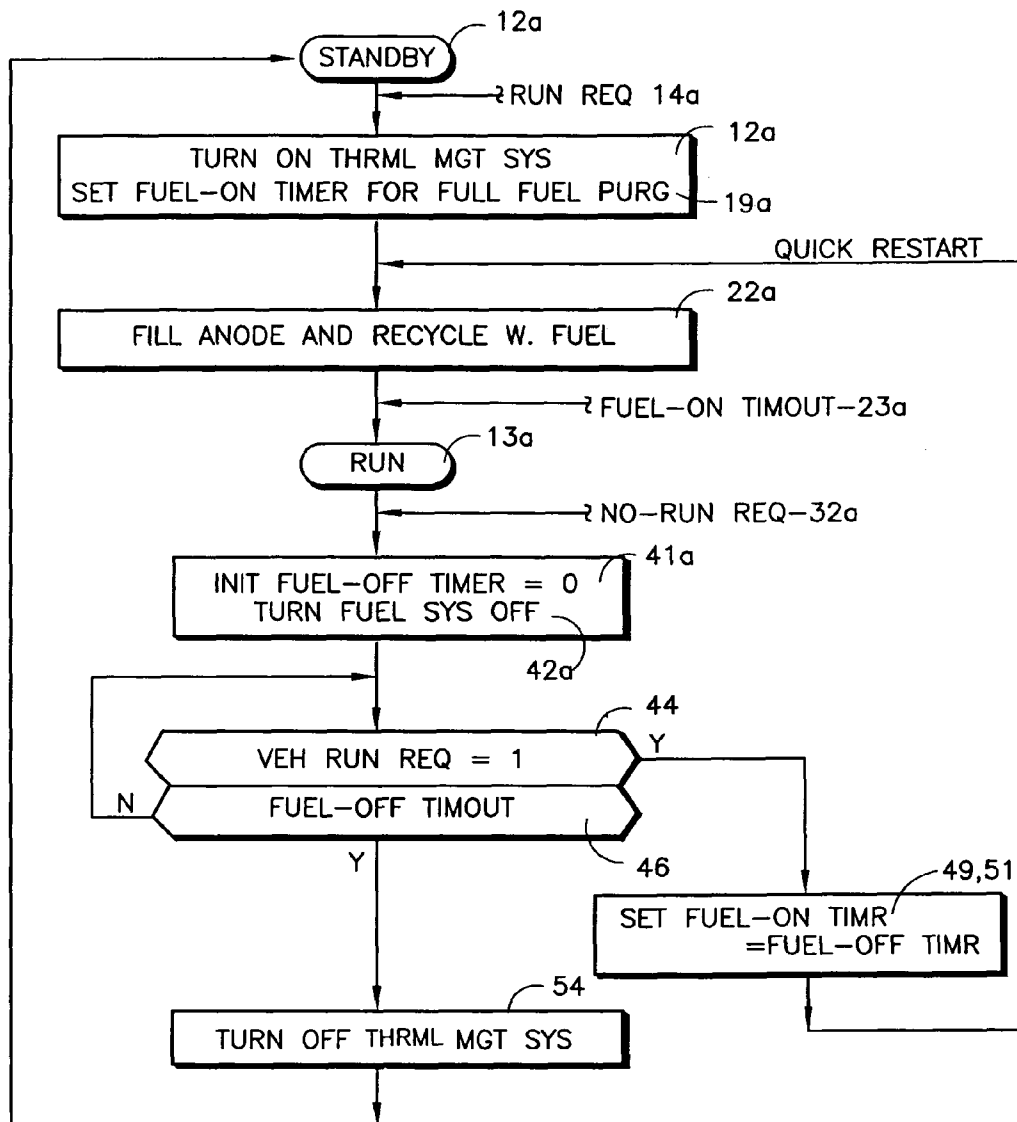 12a
STANDBY
RUN REQ 14a
12a
TURN ON THRML MGT SYS
SET FUEL-ON TIMER FOR FULL FUEL PURG
19a
QUICK RESTART
22a
FILL ANODE AND RECYCLE W. FUEL
FUEL-ON TIMOUT-23a
13a
RUN
NO-RUN REQ-32a
41a
INIT FUEL-OFF TIMER = 0
TURN FUEL SYS OFF
42a
44
VEH RUN REQ = 1
Y
N
FUEL-OFF TIMOUT
Y
46
49,51
SET FUEL-ON TIMR
=FUEL-OFF TIMR
54
TURN OFF THRML MGT SYS